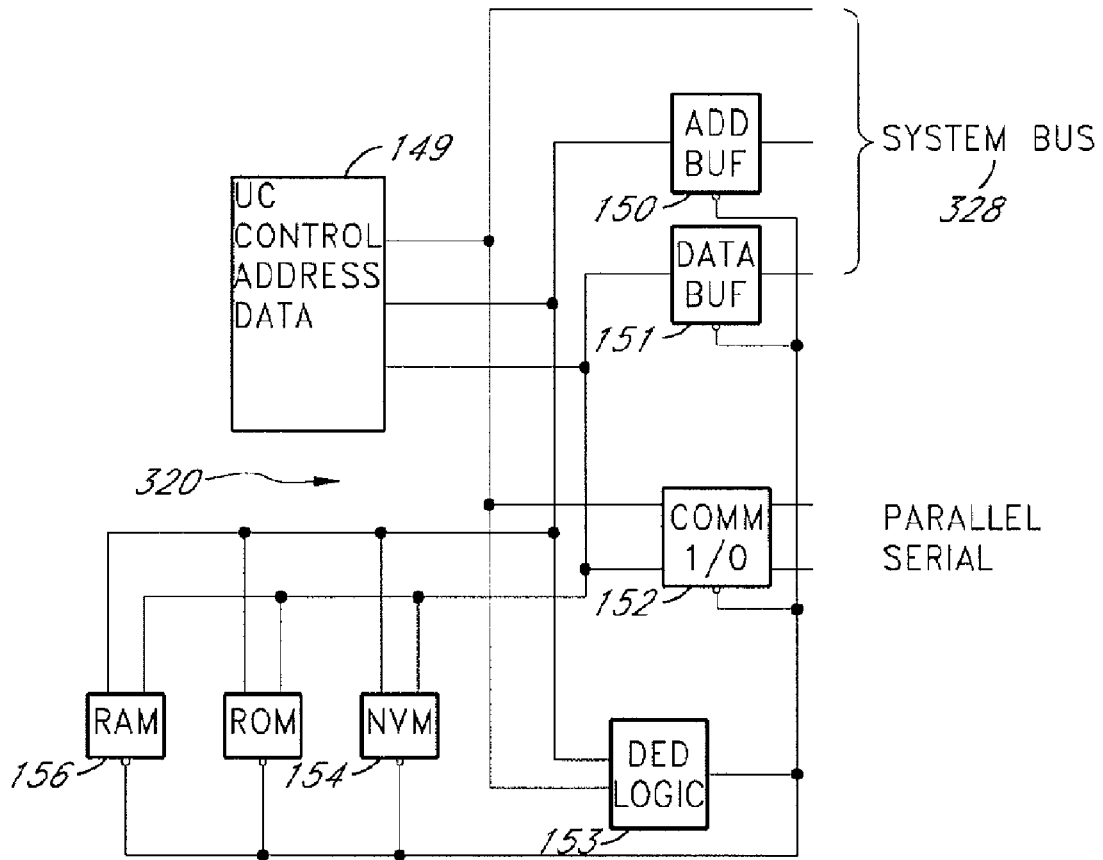 149
UC
CONTROL
ADDRESS
DATA
ADD
BUF
150
DATA
BUF
151
SYSTEM BUS
328
320
COMM
1/0
152
PARALLEL
SERIAL
RAM
156
ROM
NVM
154
DED
LOGIC
153